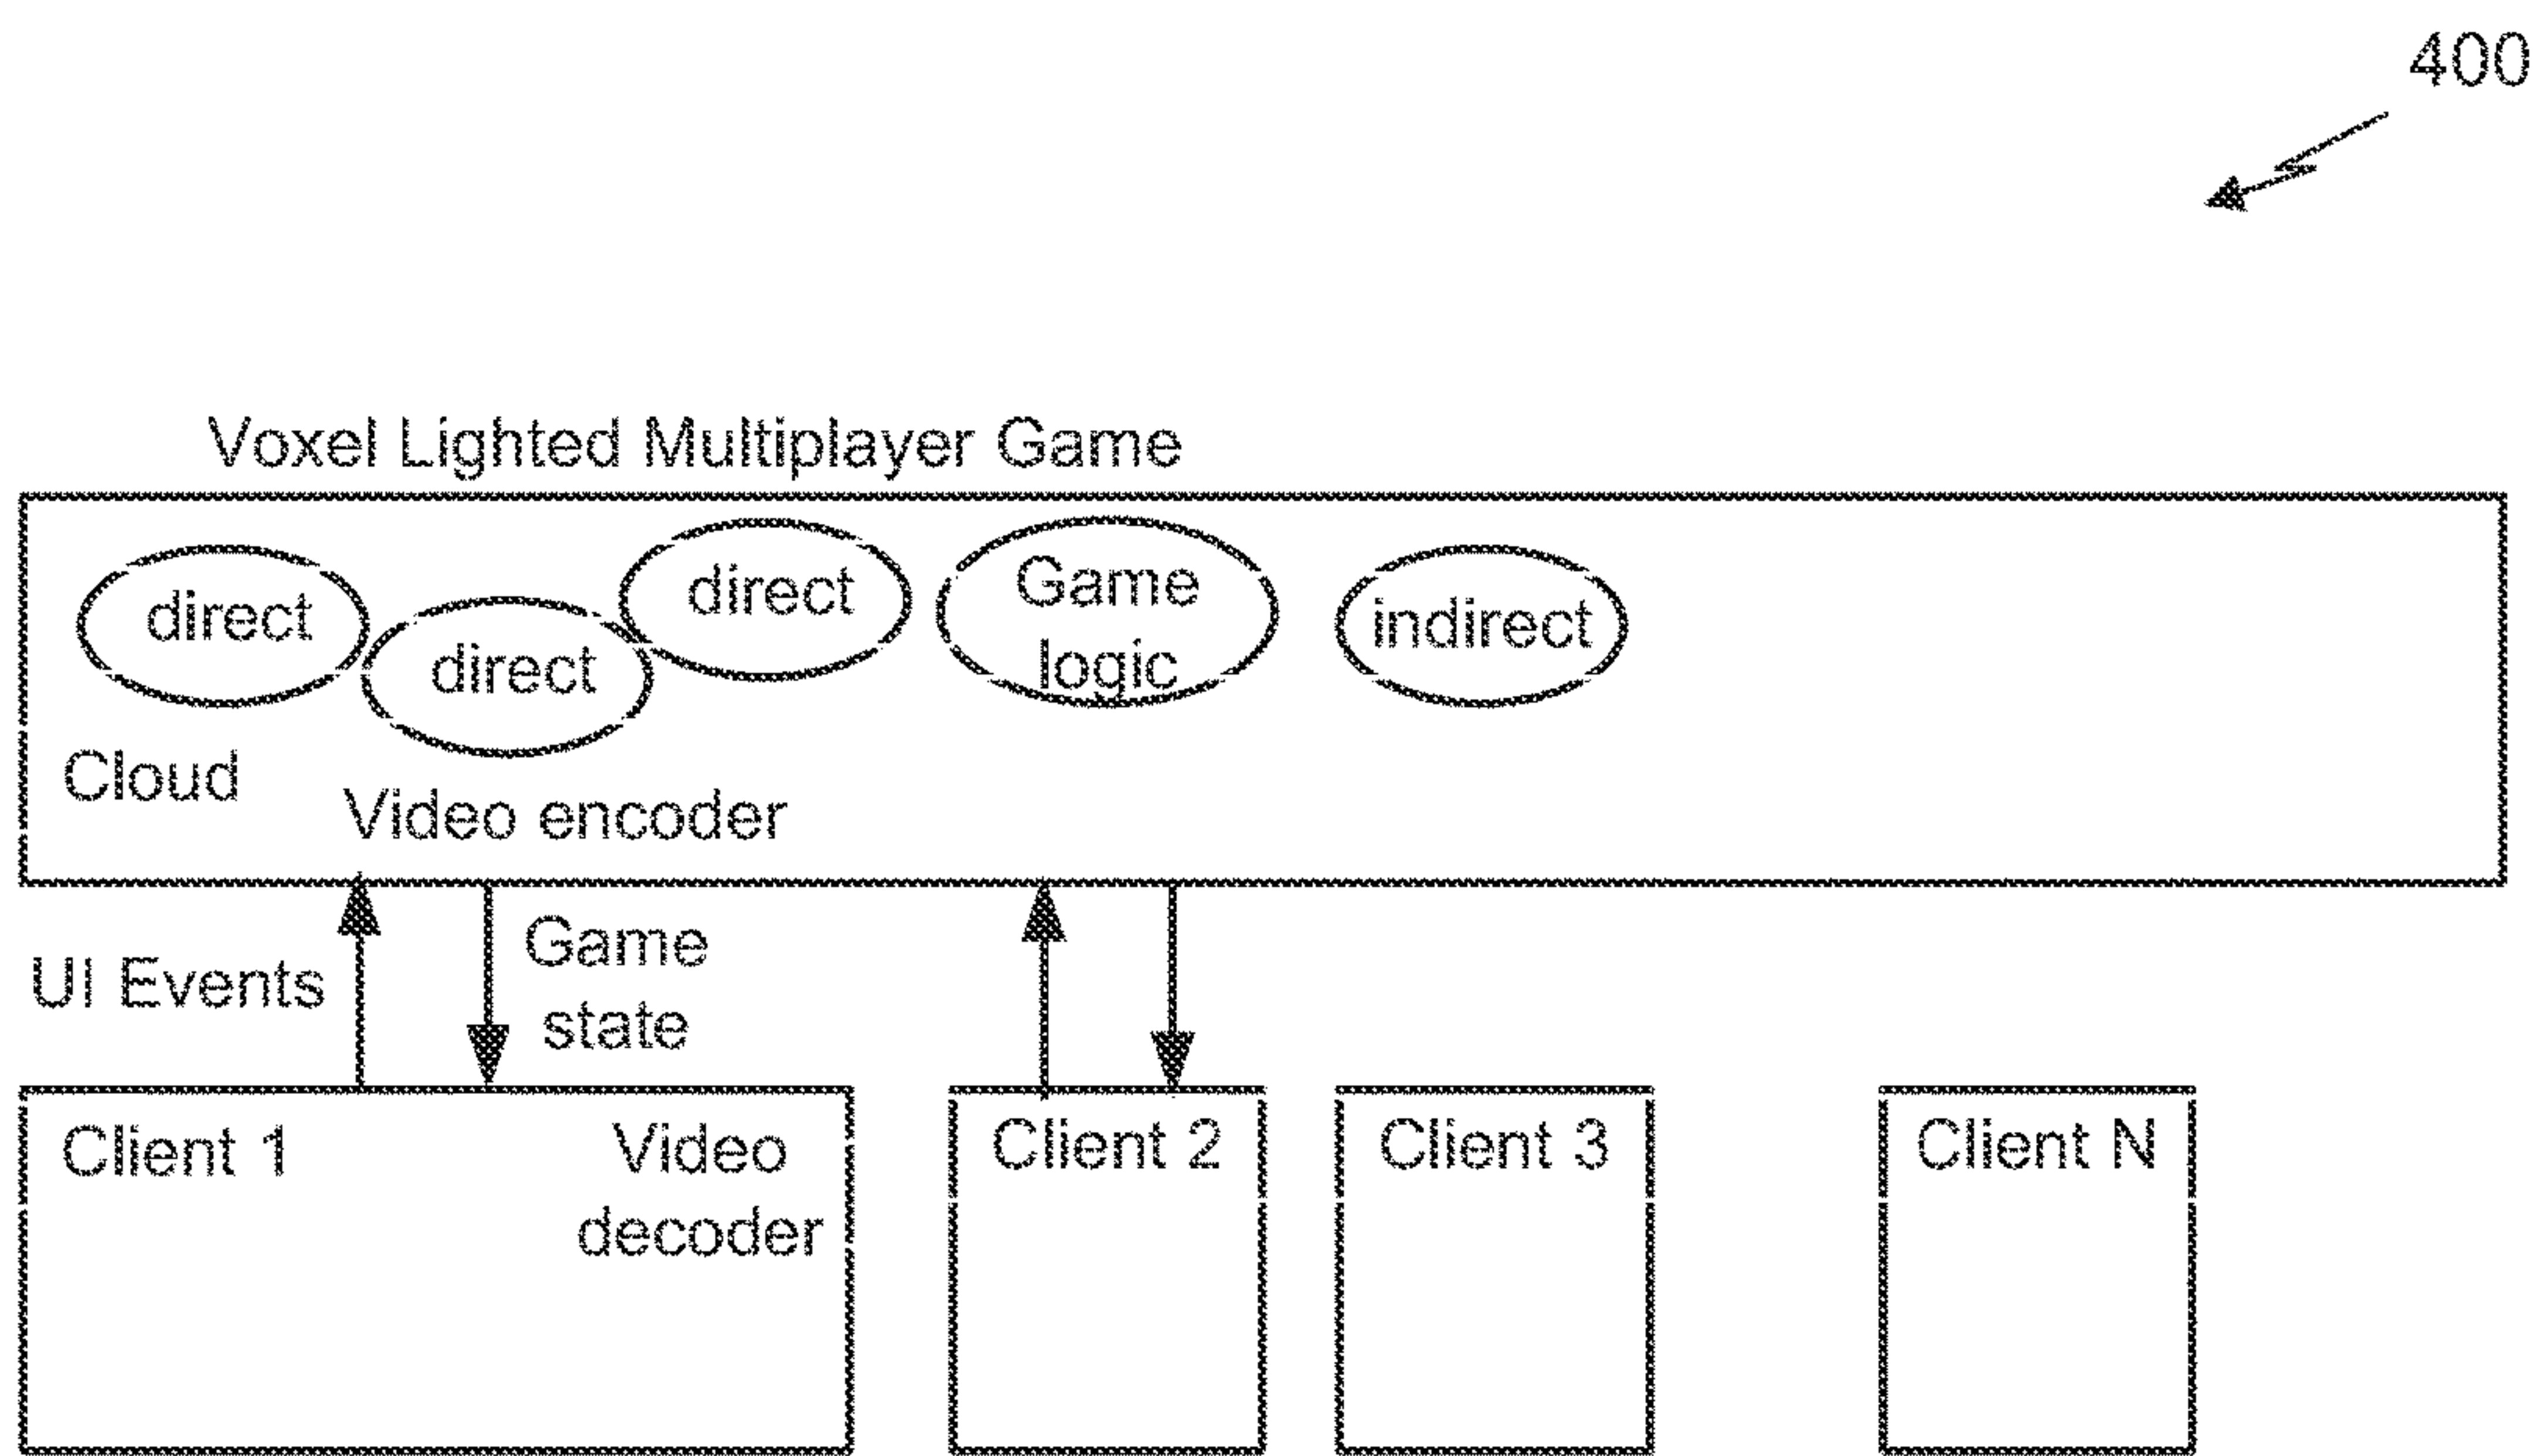 400
Voxel Lighted Multiplayer Game
direct
direct
direct
Game
logic
indirect
Cloud
Video encoder
UI Events
Game
state
Client 1
Video
decoder
Client 2
Client 3
Client N